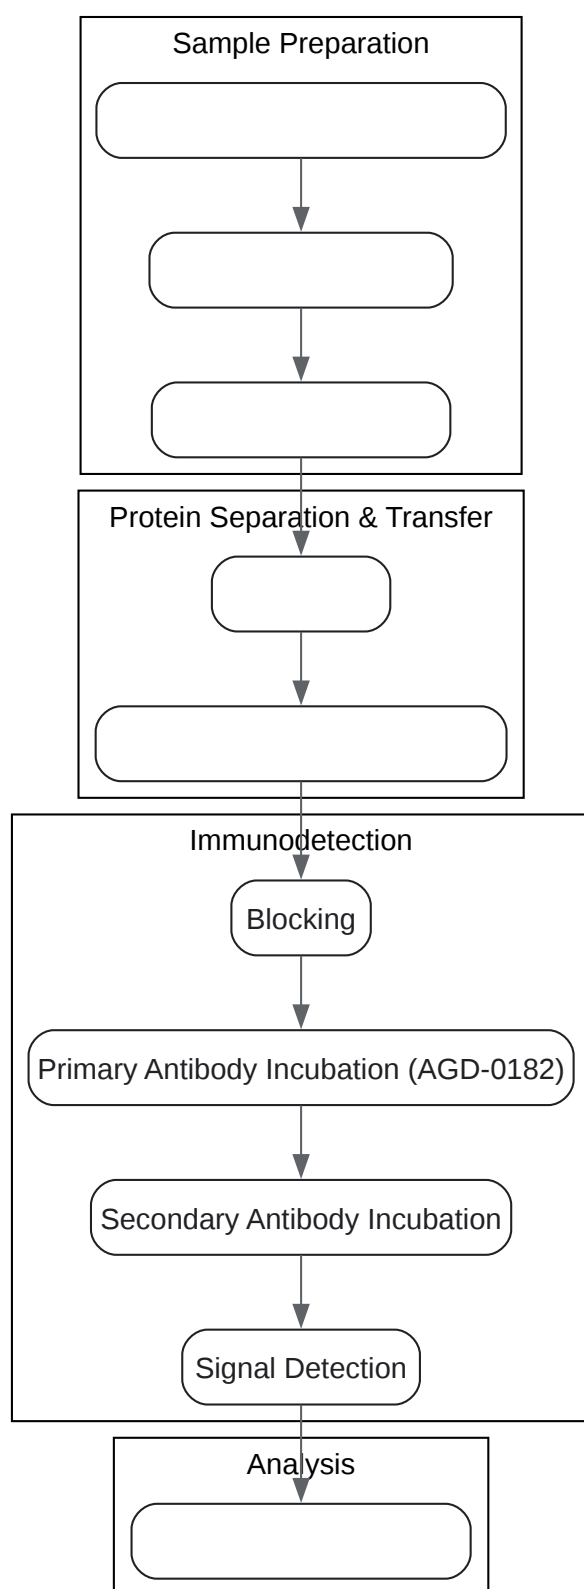 Sample Preparation
Protein Separation & Transfer
Immunodetection
Blocking
Primary Antibody Incubation (AGD-0182)
Secondary Antibody Incubation
Signal Detection
Analysis